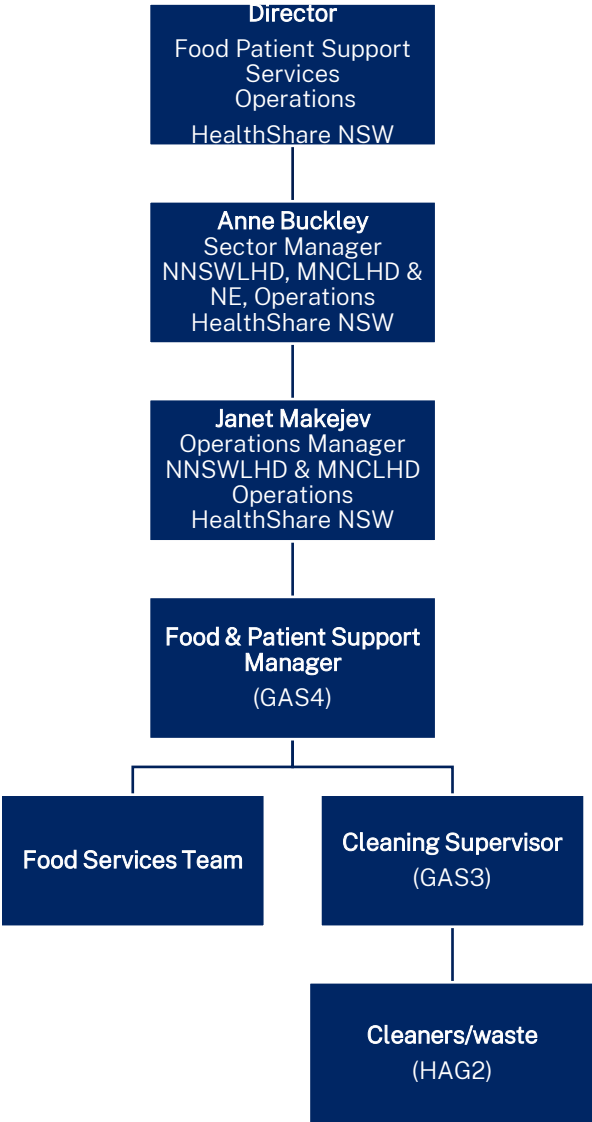 Director
Food Patient Support
Services
Operations
HealthShare NSW
Anne Buckley
Sector Manager
NNSWLHD, MNCLHD &
NE, Operations
HealthShare NSW
Janet Makejev
Operations Manager
NNSWLHD & MNCLHD
Operations
HealthShare NSW
Food & Patient Support
Manager
(GAS4)
Food Services Team
Cleaning Supervisor
(GAS3)
Cleaners/waste
(HAG2)